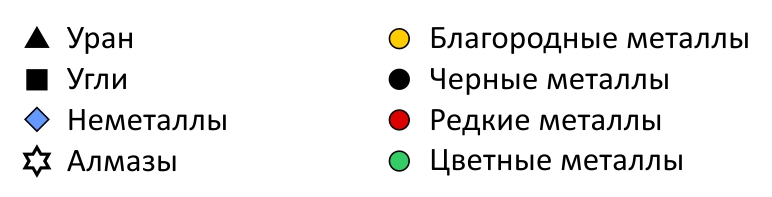 Уран
Угли
Неметаллы
Алмазы
Благородные металлы
Черные металлы
Редкие металлы
Цветные металлы